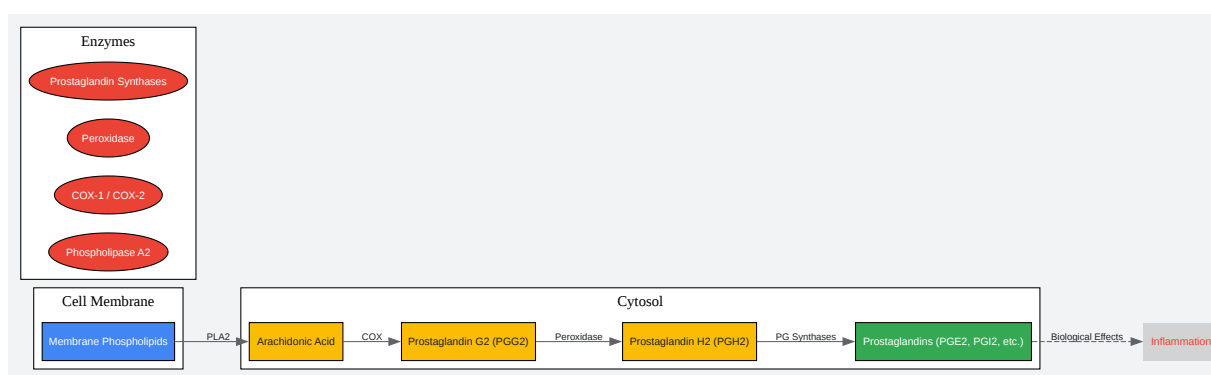 Enzymes
Prostaglandin Synthases
Peroxidase
COX-1 / COX-2
Phospholipase A2
Cell Membrane
Cytosol
Membrane Phospholipids
PLA2
Arachidonic Acid
COX
Prostaglandin G2 (PGG2)
Peroxidase
Prostaglandin H2 (PGH2)
PG Synthases
Prostaglandins (PGE2, PGI2, etc.)
Biological Effects
Inflammation